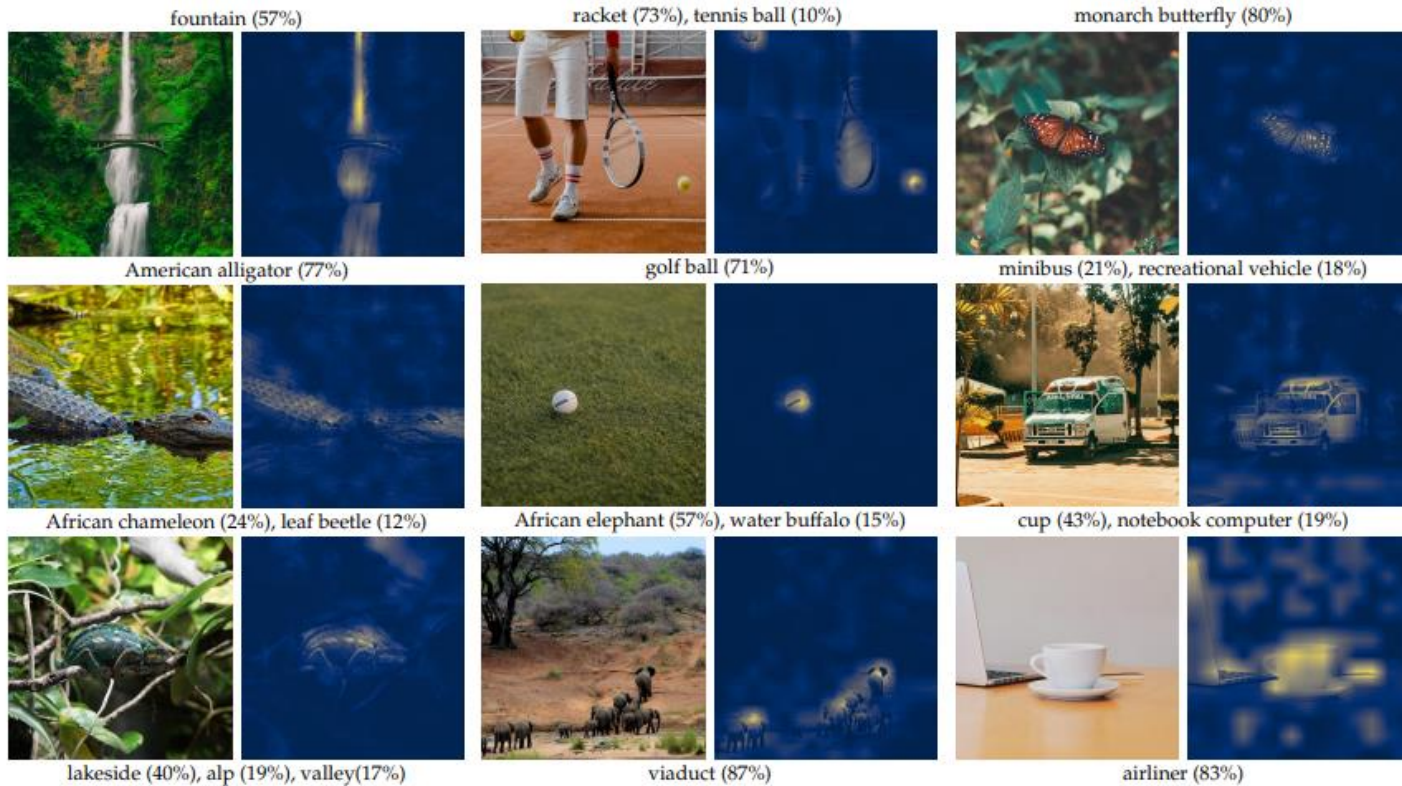 fountain (57%)
racket (73%), tennis ball (10%)
monarch butterfly (80%)
American alligator (77%)
golf ball (71%)
minibus (21%), recreational vehicle (18%)
African chameleon (24%), leaf beetle (12%)
African elephant (57%), water buffalo (15%)
cup (43%), notebook computer (19%)
lakeside (40%), alp (19%), valley(17%)
viaduct (87%)
airliner (83%)